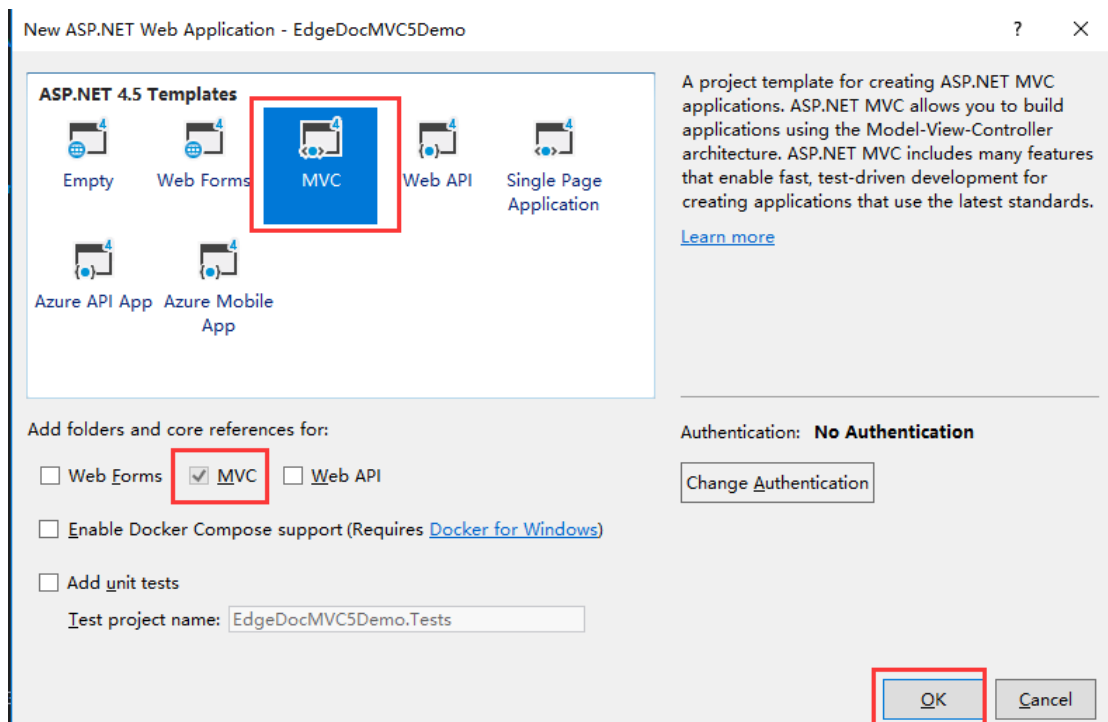 New ASP.NET Web Application - EdgeDocMVC5Demo
ASP.NET 4.5 Templates
Empty
Web Forms
MVC
Web API
Single Page
Application
Azure API App
Azure Mobile
App
A project template for creating ASP.NET MVC
applications. ASP.NET MVC allows you to build
applications using the Model-View-Controller
architecture. ASP.NET MVC includes many features
that enable fast, test-driven development for
creating applications that use the latest standards.
Learn more
Add folders and core references for:
Web Forms
MVC
Web API
Enable Docker Compose support (Requires Docker for Windows)
Add unit tests
Test project name: EdgeDocMVC5Demo.Tests
Authentication: No Authentication
Change Authentication
OK
Cancel